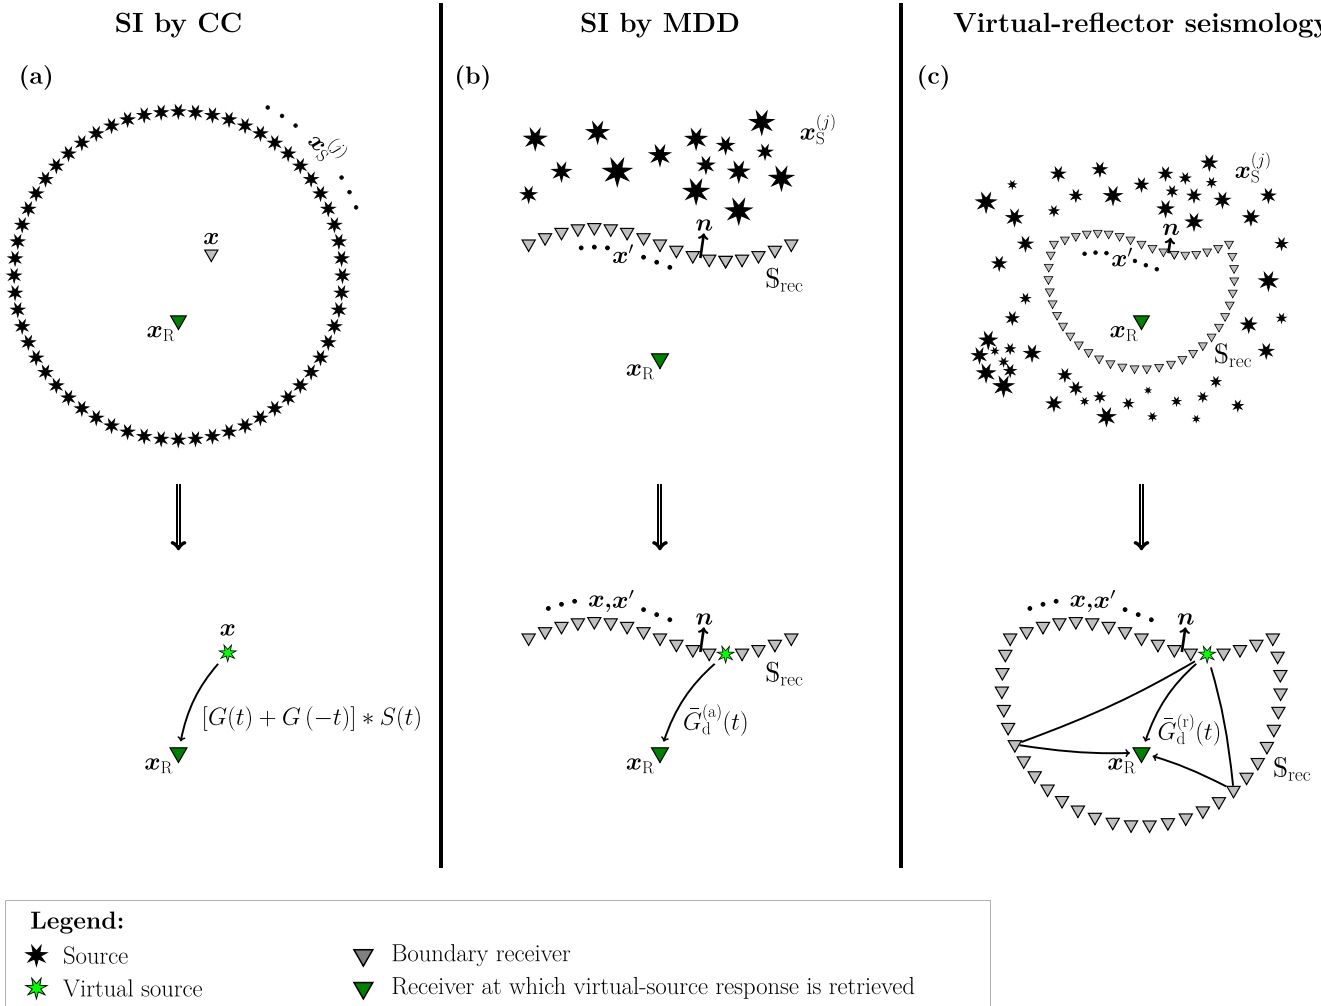 SI by CC
SI by MDD
Virtual-reflector seismology
(a)
(b)
(c)
x_S^(j)
x
x_R
x_S^(j)
n
x′
𝕊_rec
x_R
x_S^(j)
n
x′
x_R
𝕊_rec
x
[G(t) + G(−t)] ∗ S(t)
x_R
x,x′
n
𝕊_rec
Ḡ_d^(a)(t)
x_R
x,x′
n
Ḡ_d^(r)(t)
x_R
𝕊_rec
Legend:
Source
Boundary receiver
Virtual source
Receiver at which virtual-source response is retrieved